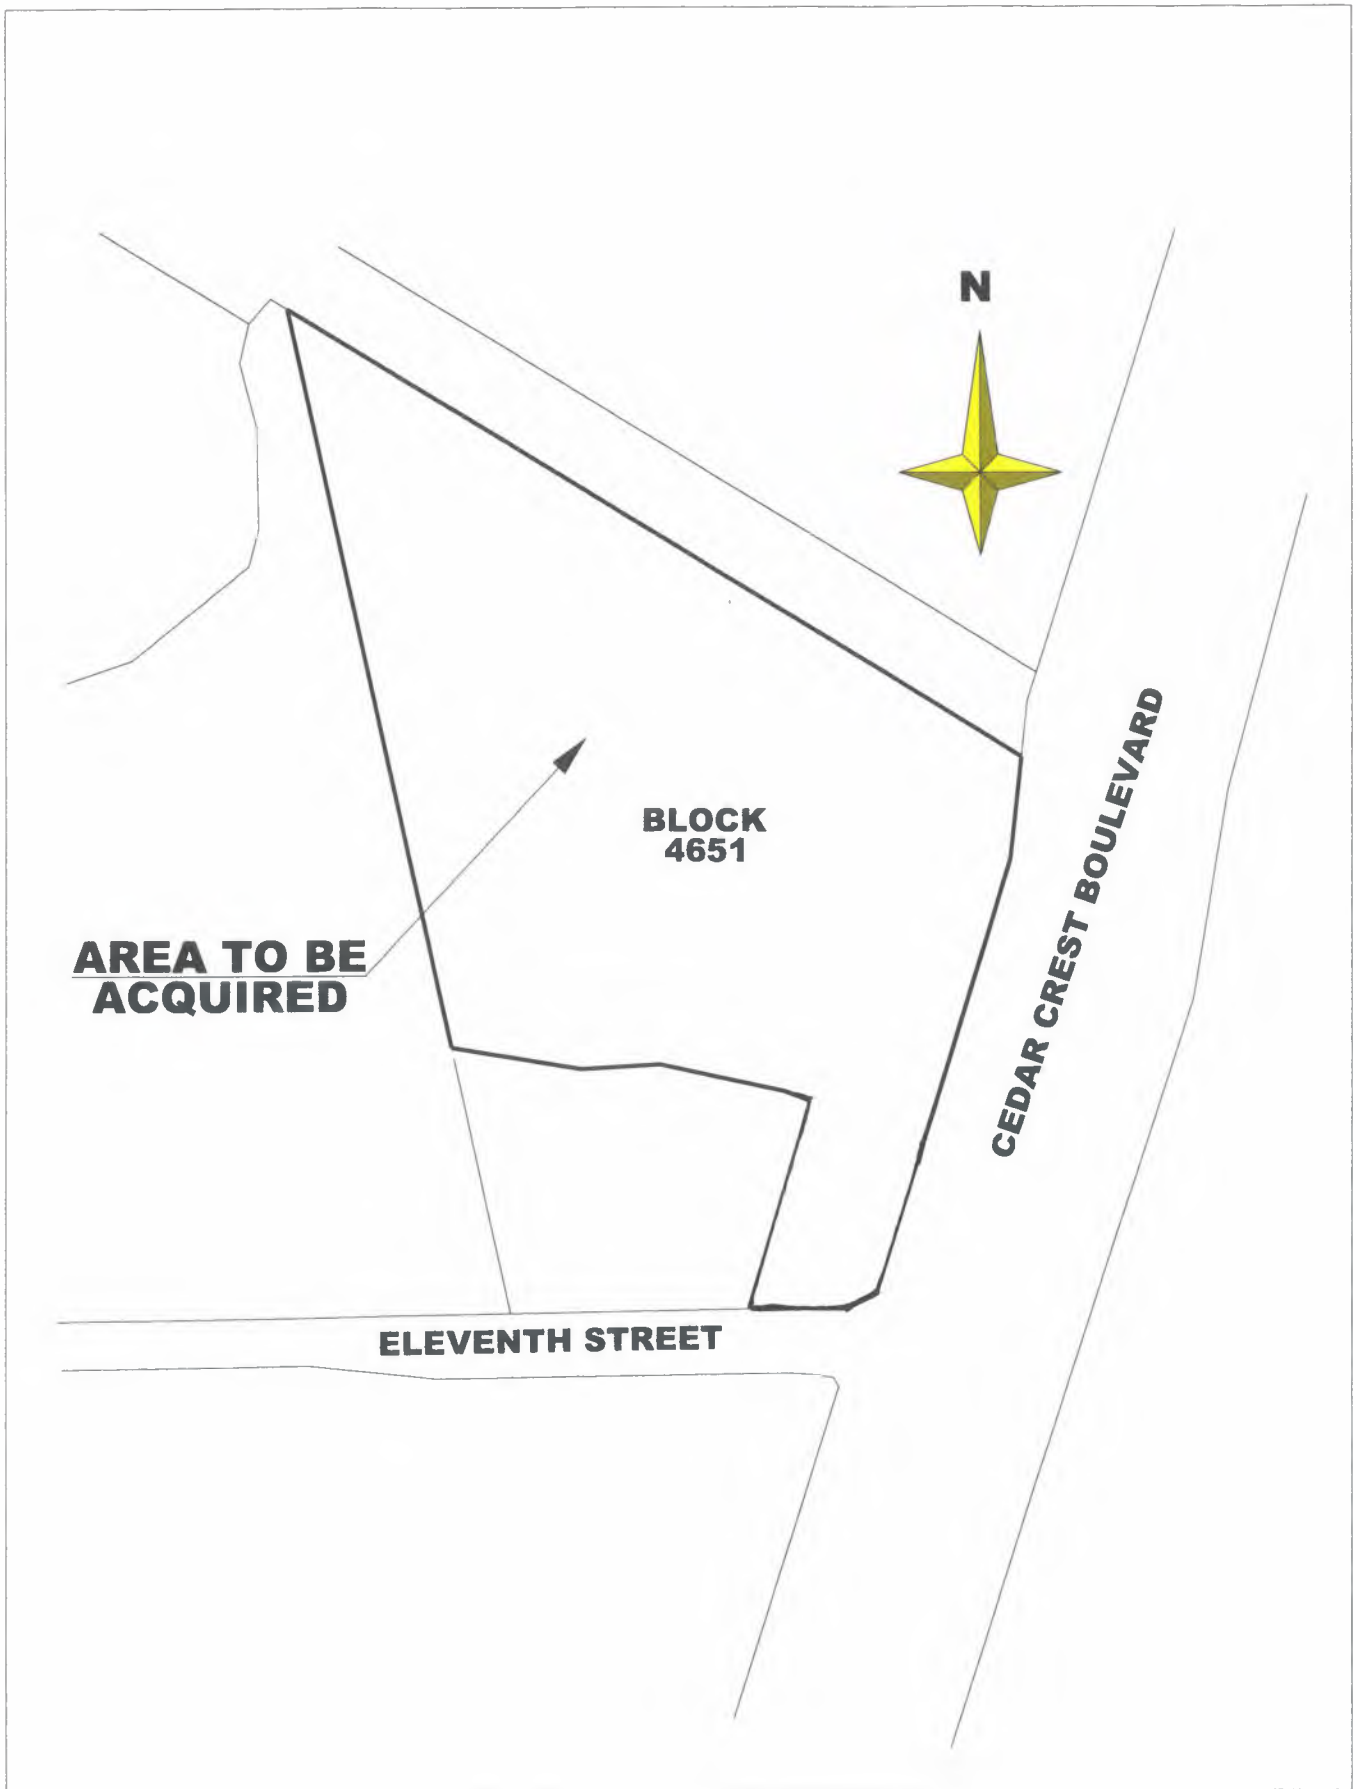 N
BLOCK
4651
CEDAR CREST BOULEVARD
AREA TO BE
ACQUIRED
ELEVENTH STREET